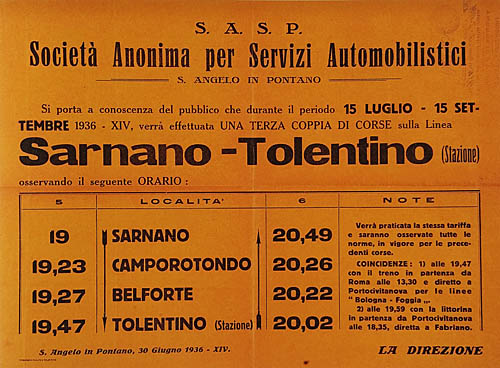 S. A. S. P.
Società Anonima per Servizi Automobilistici
S. ANGELO IN PONTANO
Si porta a conoscenza del pubblico che durante il periodo 15 LUGLIO - 15 SET-
TEMBRE 1936 - XIV, verrà effettuata UNA TERZA COPPIA DI CORSE sulla Linea
Sarnano - Tolentino (Stazione)
osservando il seguente ORARIO :
5 LOCALITA' 6 NOTE
19 SARNANO 20,49
19,23 CAMPOROTONDO 20,26
19,27 BELFORTE 20,22
19,47 TOLENTINO (Stazione) 20,02
Verrà praticata la stessa tariffa
e saranno osservate tutte le
norme, in vigore per le prece-
denti corse.
COINCIDENZE : 1) alle 19,47
con il treno in partenza da
Roma alle 13,30 e diretto a
Portocivitanova per le linee
" Bologna - Foggia „.
2) alle 19,59 con la littorina
in partenza da Portocivitanova
alle 18,35, diretta a Fabriano.
S. Angelo in Pontano, 30 Giugno 1936 - XIV.
LA DIREZIONE